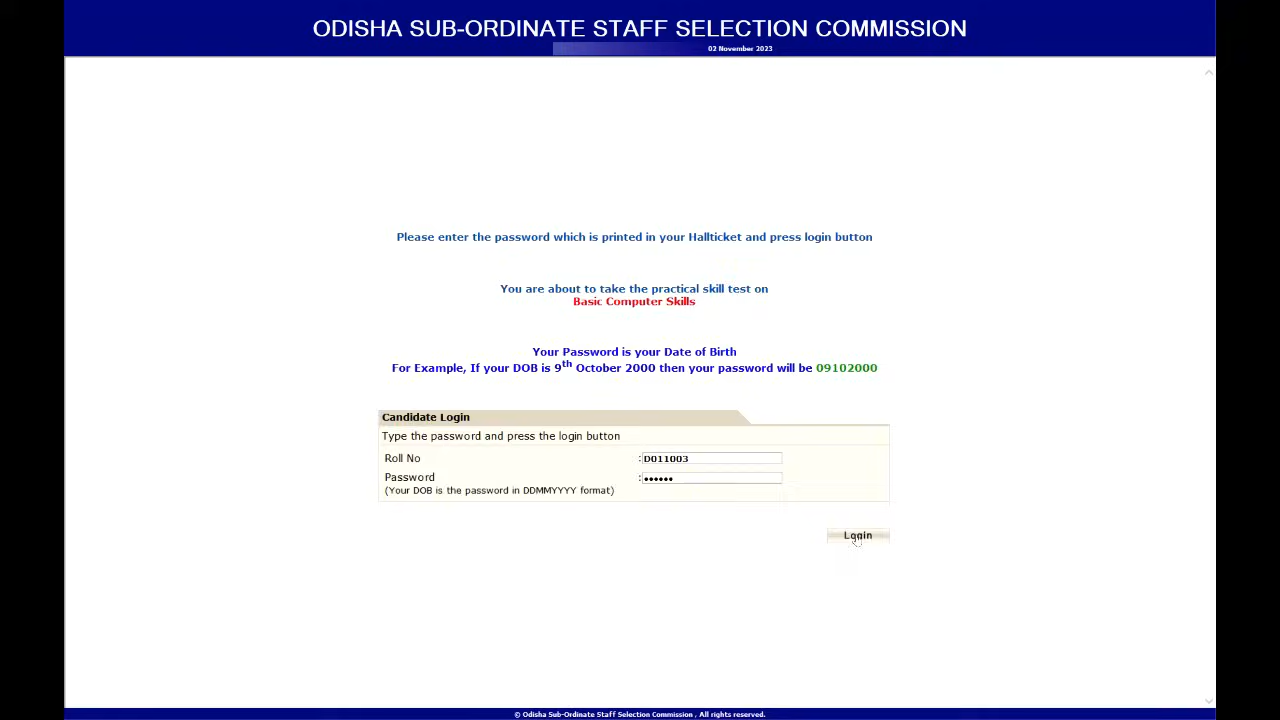 ODISHA SUB-ORDINATE STAFF SELECTION COMMISSION
02 November 2023
Please enter the password which is printed in your Hallticket and press login button
You are about to take the practical skill test on
Basic Computer Skills
Your Password is your Date of Birth
For Example, If your DOB is 9th October 2000 then your password will be 09102000
Candidate Login
Type the password and press the login button
Roll No :D011003
Password :••••••
(Your DOB is the password in DDMMYYYY format)
Login
© Odisha Sub-Ordinate Staff Selection Commission , All rights reserved.